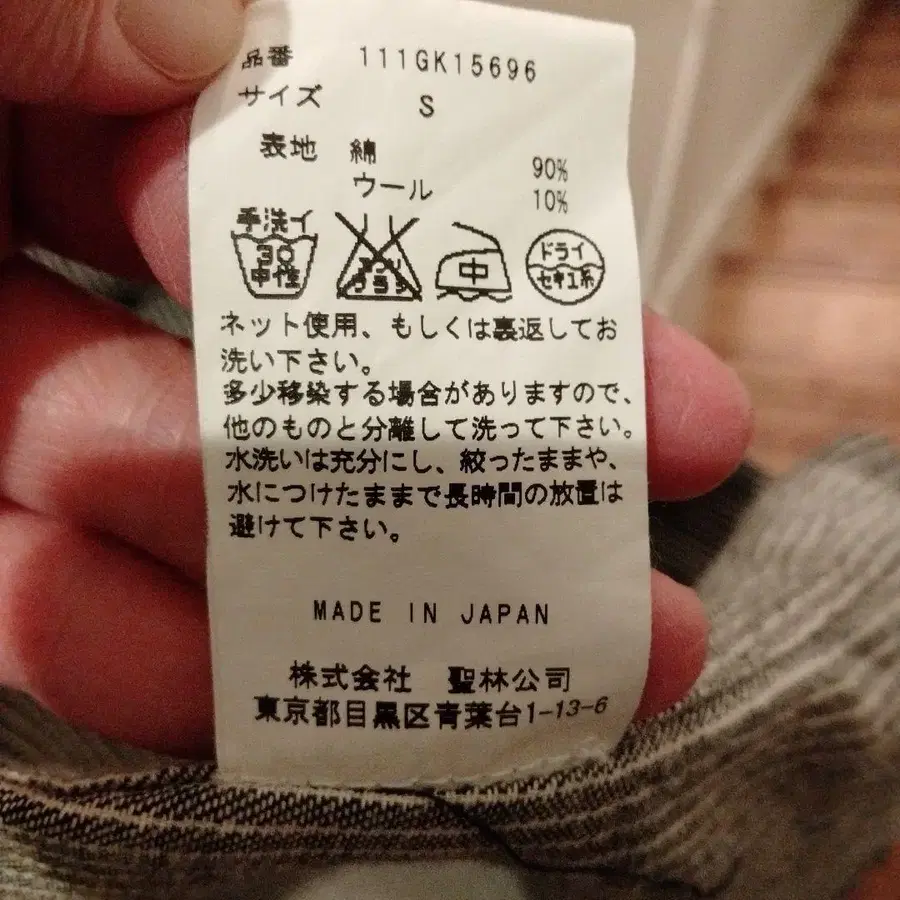 品番 111GK15696
サイズ S
表地 綿 90%
ウール 10%
手洗イ
30
中性
エンソ
サラシ
中
ドライ
セキユ系
ネット使用、もしくは裏返してお
洗い下さい。
多少移染する場合がありますので、
他のものと分離して洗って下さい。
水洗いは充分にし、絞ったままや、
水につけたままで長時間の放置は
避けて下さい。
MADE IN JAPAN
株式会社 聖林公司
東京都目黒区青葉台1-13-6